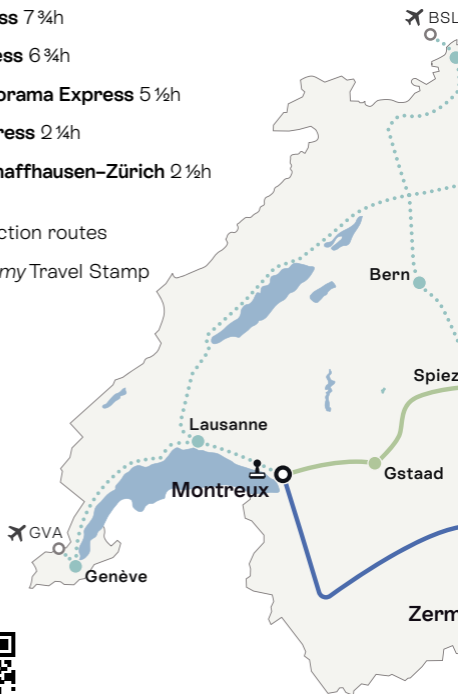 ss 7¾h
ess 6¾h
orama Express 5½h
ress 2¼h
haffhausen–Zürich 2½h
ction routes
my Travel Stamp
BSL
Bern
Spiez
Lausanne
Gstaad
Montreux
GVA
Genève
Zerm